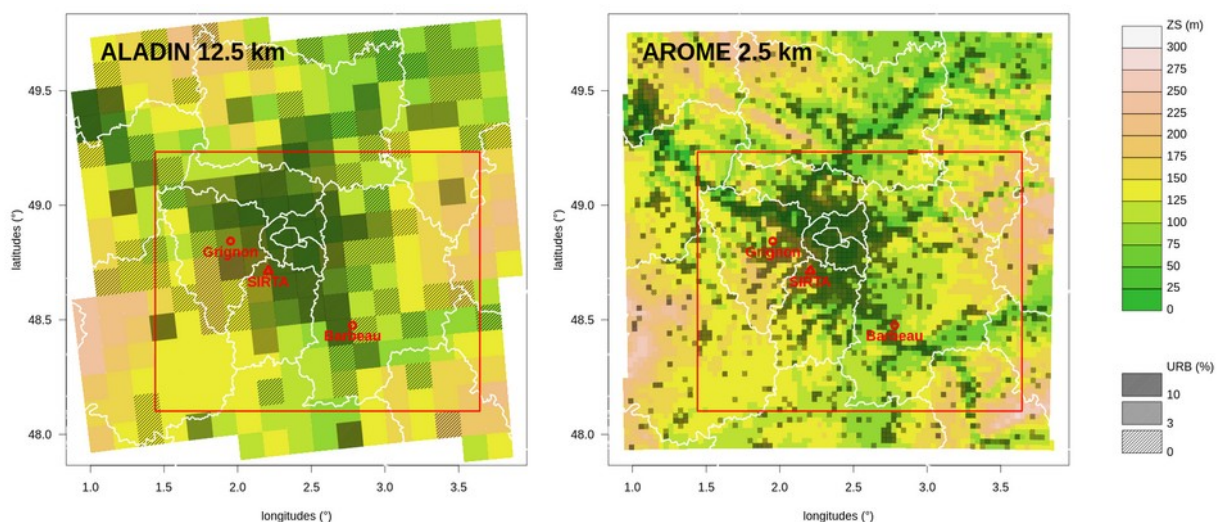 ALADIN 12.5 km
49.5
49.0
48.5
48.0
latitudes (°)
Grignon
SIRTA
Barbeau
1.0 1.5 2.0 2.5 3.0 3.5
longitudes (°)
AROME 2.5 km
49.5
49.0
48.5
48.0
latitudes (°)
Grignon
SIRTA
Barbeau
1.0 1.5 2.0 2.5 3.0 3.5
longitudes (°)
ZS (m)
300
275
250
225
200
175
150
125
100
75
50
25
0
URB (%)
10
3
0